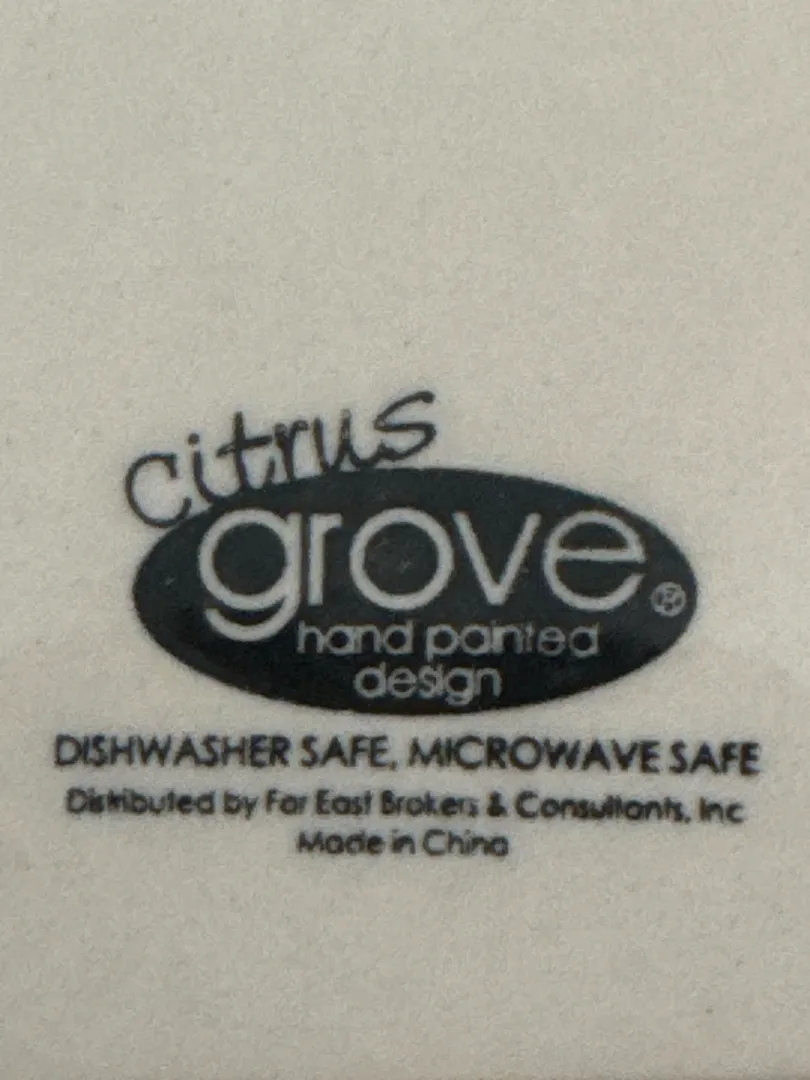 citrus
grove®
hand painted
design
DISHWASHER SAFE, MICROWAVE SAFE
Distributed by Far East Brokers & Consultants, Inc
Made in China